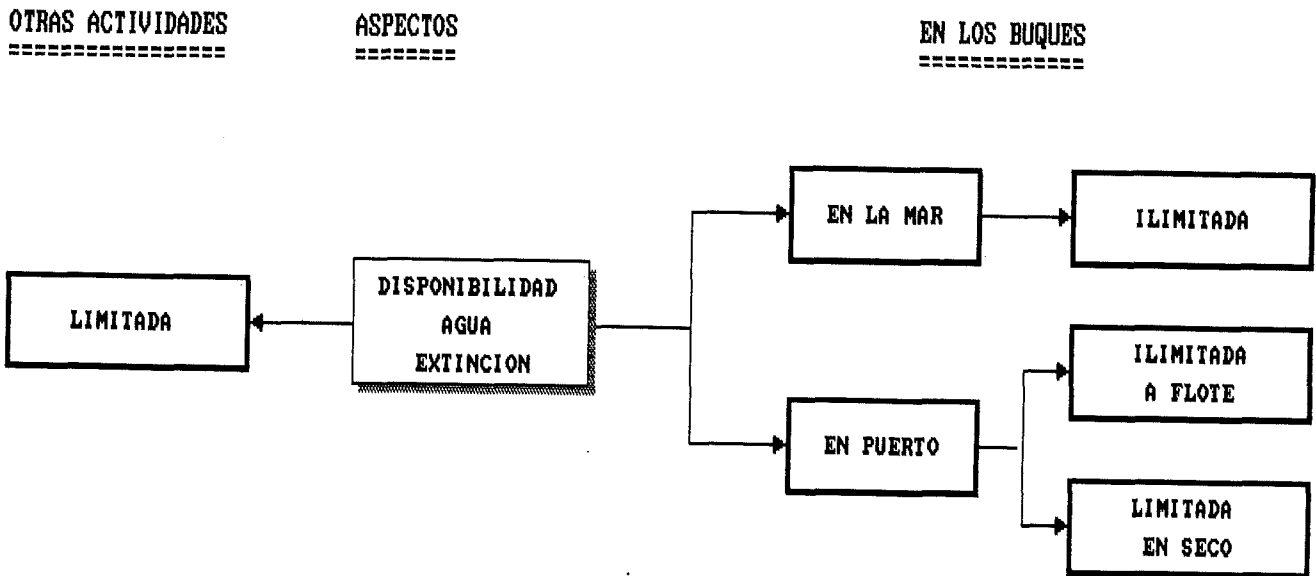 OTRAS ACTIVIDADES
ASPECTOS
EN LOS BUQUES
LIMITADA
DISPONIBILIDAD
AGUA
EXTINCION
EN LA MAR
ILIMITADA
EN PUERTO
ILIMITADA
A FLOTE
LIMITADA
EN SECO